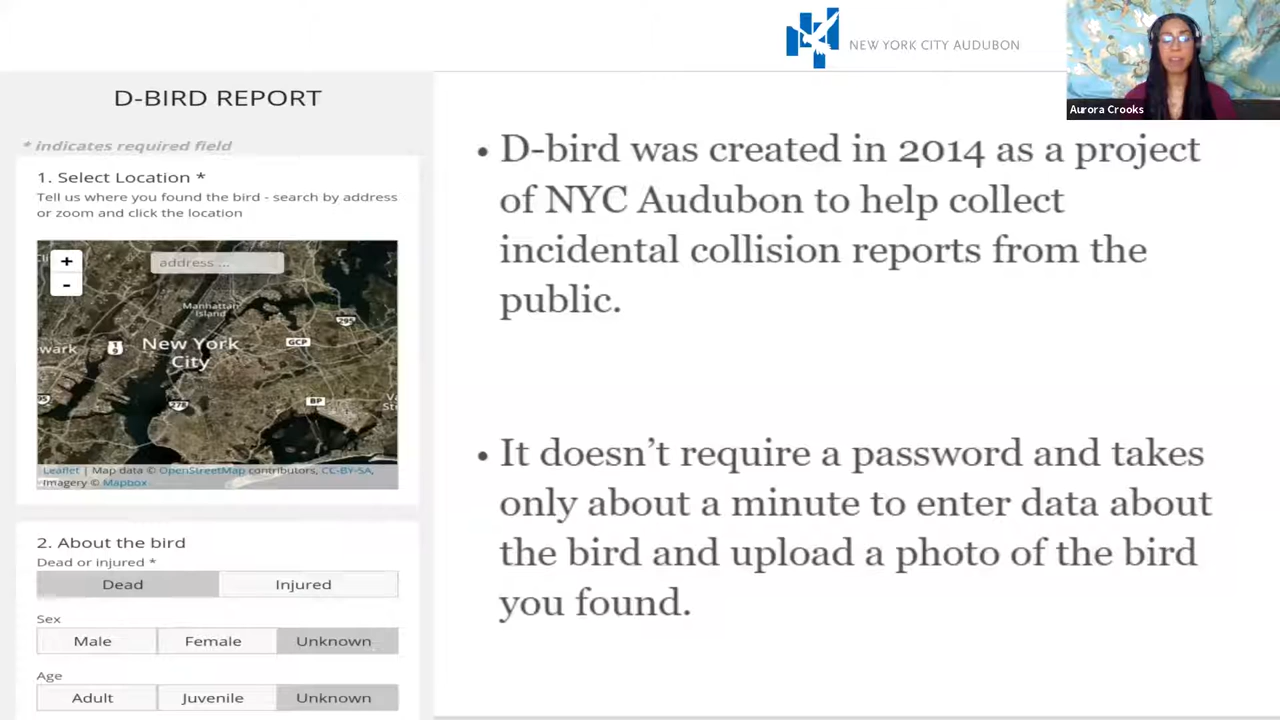 NEW YORK CITY AUDUBON
Aurora Crooks
D-BIRD REPORT
* indicates required field
1. Select Location *
Tell us where you found the bird - search by address
or zoom and click the location
+
-
address ...
Manhattan
Island
295
wark
New York
City
GCP
95
278
BP
Leaflet | Map data © OpenStreetMap contributors, CC-BY-SA,
Imagery © Mapbox
2. About the bird
Dead or injured *
Dead Injured
Sex
Male Female Unknown
Age
Adult Juvenile Unknown
• D-bird was created in 2014 as a project
of NYC Audubon to help collect
incidental collision reports from the
public.
• It doesn’t require a password and takes
only about a minute to enter data about
the bird and upload a photo of the bird
you found.